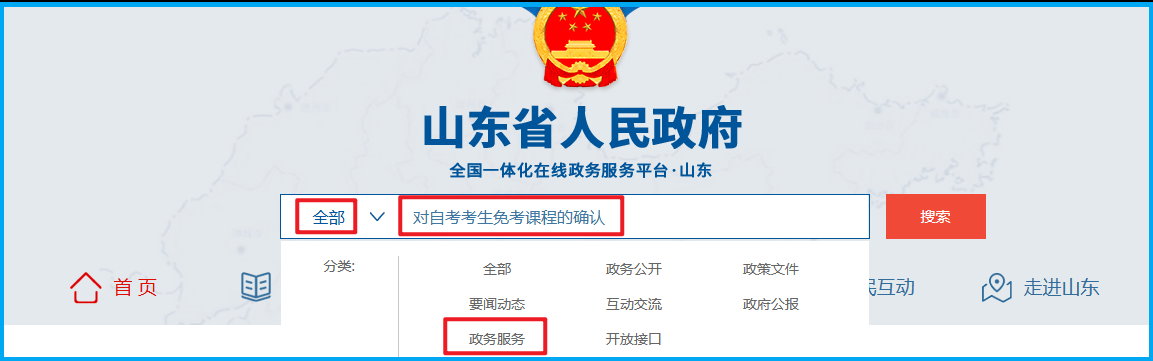 山东省人民政府
全国一体化在线政务服务平台·山东
全部 对自考考生免考课程的确认 搜索
分类: 全部 政务公开 政策文件
首页 民互动 走进山东
要闻动态 互动交流 政府公报
政务服务 开放接口